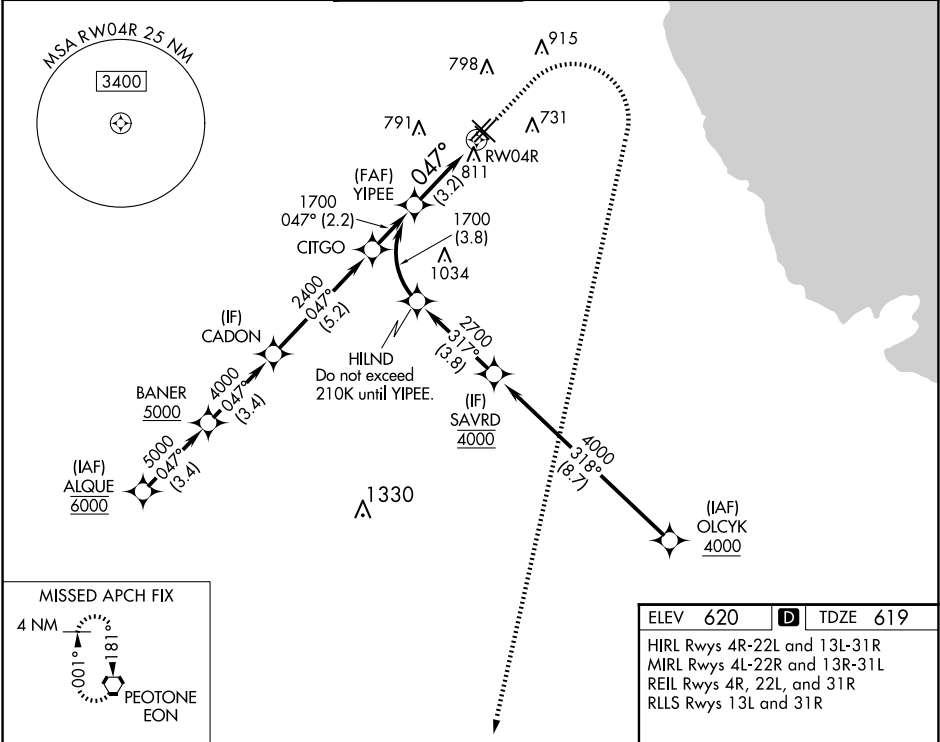 MSA RW04R 25 NM
3400
915
798
791
731
RW04R
811
047°
(3.2)
(FAF)
YIPEE
1700
047° (2.2)
1700
(3.8)
CITGO
1034
2400
047°
(5.2)
(IF)
CADON
HILND
Do not exceed
210K until YIPEE.
2700
317°
(3.8)
BANER
5000
4000
047°
(3.4)
(IF)
SAVRD
4000
5000
047°
(3.4)
(IAF)
ALQUE
6000
4000
318°
(8.7)
1330
(IAF)
OLCYK
4000
MISSED APCH FIX
4 NM
001°
181°
PEOTONE
EON
ELEV 620 D TDZE 619
HIRL Rwys 4R-22L and 13L-31R
MIRL Rwys 4L-22R and 13R-31L
REIL Rwys 4R, 22L, and 31R
RLLS Rwys 13L and 31R